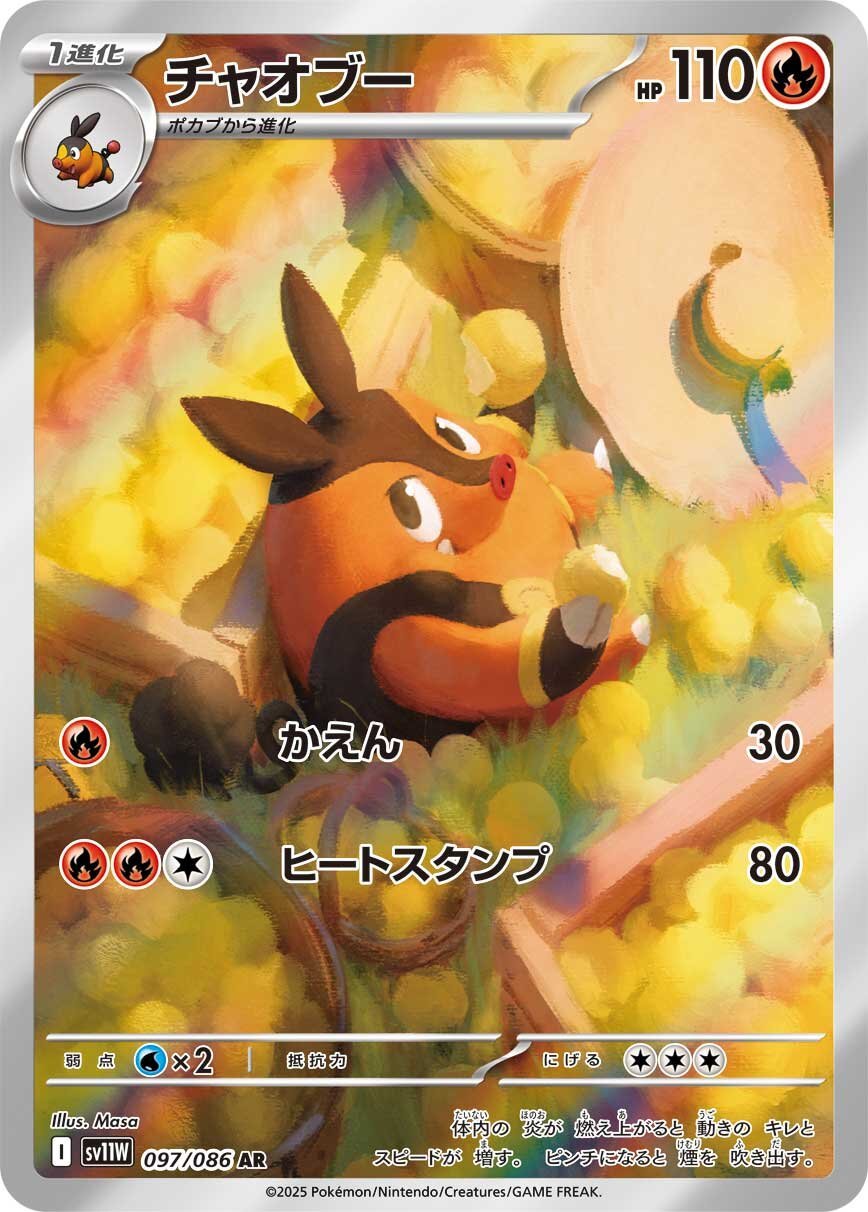 1進化
チャオブー
HP 110
ポカブから進化
かえん 30
ヒートスタンプ 80
弱点 ×2 抵抗力 にげる
Illus. Masa
体内の 炎が 燃え上がると 動きの キレと
スピードが 増す。 ピンチになると 煙を 吹き出す。
I sv11W 097/086 AR
©2025 Pokémon/Nintendo/Creatures/GAME FREAK.